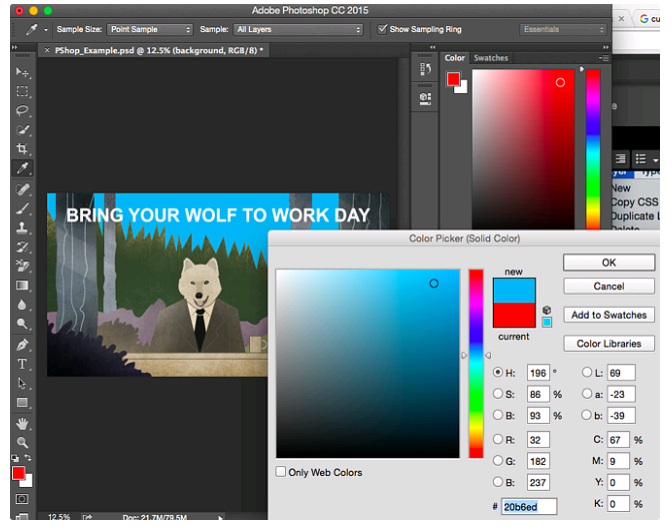 Adobe Photoshop CC 2015
Sample Size: Point Sample Sample: All Layers Show Sampling Ring Essentials
× PShop_Example.psd @ 12.5% (background, RGB/8) *
Color Swatches
BRING YOUR WOLF TO WORK DAY
New
Copy CSS
Duplicate L
Color Picker (Solid Color)
new
current
OK
Cancel
Add to Swatches
Color Libraries
H: 196 °
S: 86 %
B: 93 %
R: 32
G: 182
B: 237
# 20b6ed
L: 69
a: -23
b: -39
C: 67 %
M: 9 %
Y: 0 %
K: 0 %
Only Web Colors
12.5% Doc: 21.7M/79.5M